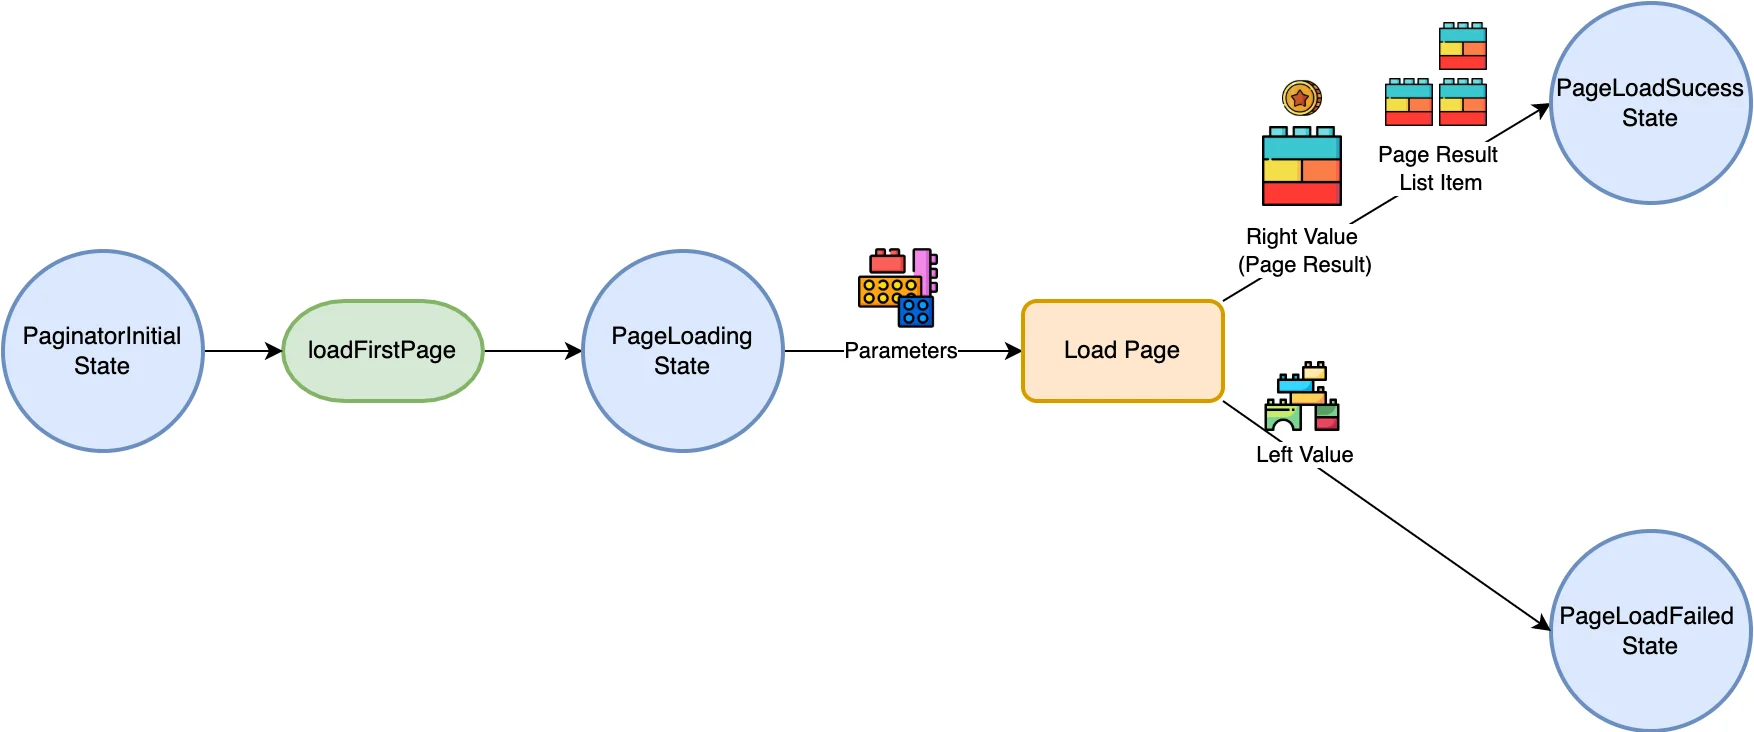 PaginatorInitial
State
loadFirstPage
PageLoading
State
Parameters
Load Page
Right Value
(Page Result)
Page Result
List Item
PageLoadSucess
State
Left Value
PageLoadFailed
State